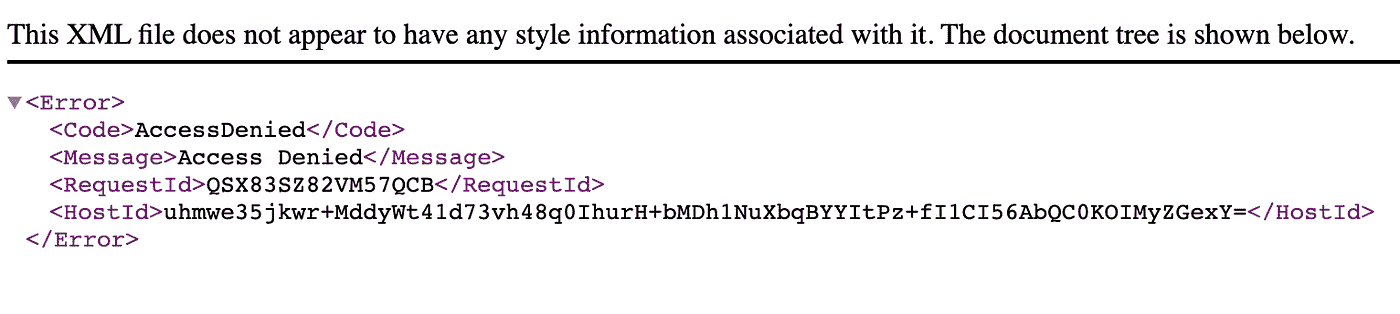 This XML file does not appear to have any style information associated with it. The document tree is shown below.
<Error>
<Code>AccessDenied</Code>
<Message>Access Denied</Message>
<RequestId>QSX83SZ82VM57QCB</RequestId>
<HostId>uhmwe35jkwr+MddyWt41d73vh48q0IhurH+bMDh1NuXbqBYYItPz+fI1CI56AbQC0KOIMyZGexY=</HostId>
</Error>